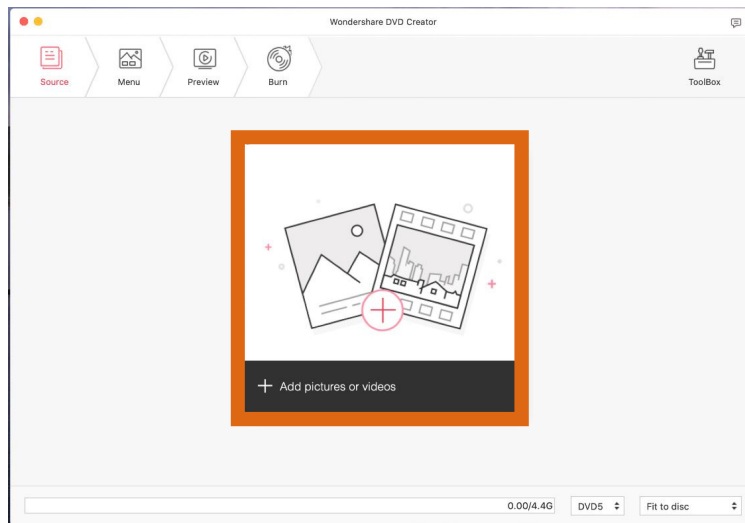 Wondershare DVD Creator
Source
Menu
Preview
Burn
ToolBox
Add pictures or videos
0.00/4.4G
DVD5
Fit to disc